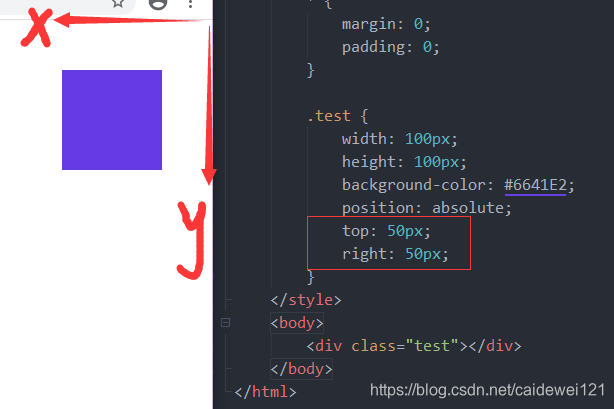 x
y
{
margin: 0;
padding: 0;
}
.test {
width: 100px;
height: 100px;
background-color: #6641E2;
position: absolute;
top: 50px;
right: 50px;
}
</style>
<body>
<div class="test"></div>
</body>
</html>
https://blog.csdn.net/caidewei121